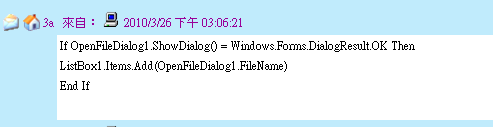 3a 來自： 2010/3/26 下午 03:06:21
If OpenFileDialog1.ShowDialog() = Windows.Forms.DialogResult.OK Then
ListBox1.Items.Add(OpenFileDialog1.FileName)
End If